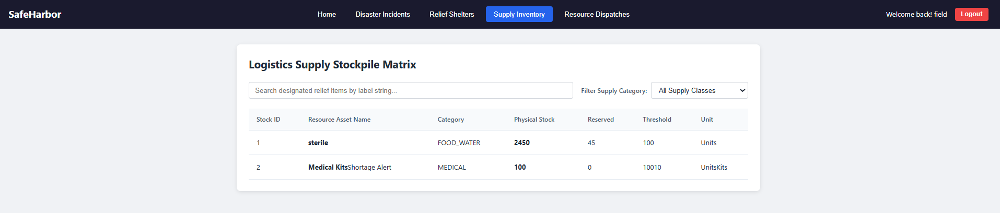 SafeHarbor Home Disaster Incidents Relief Shelters Supply Inventory Resource Dispatches Welcome back! field Logout
Logistics Supply Stockpile Matrix
Search designated relief items by label string... Filter Supply Category: All Supply Classes
Stock ID Resource Asset Name Category Physical Stock Reserved Threshold Unit
1 sterile FOOD_WATER 2450 45 100 Units
2 Medical KitsShortage Alert MEDICAL 100 0 10010 UnitsKits